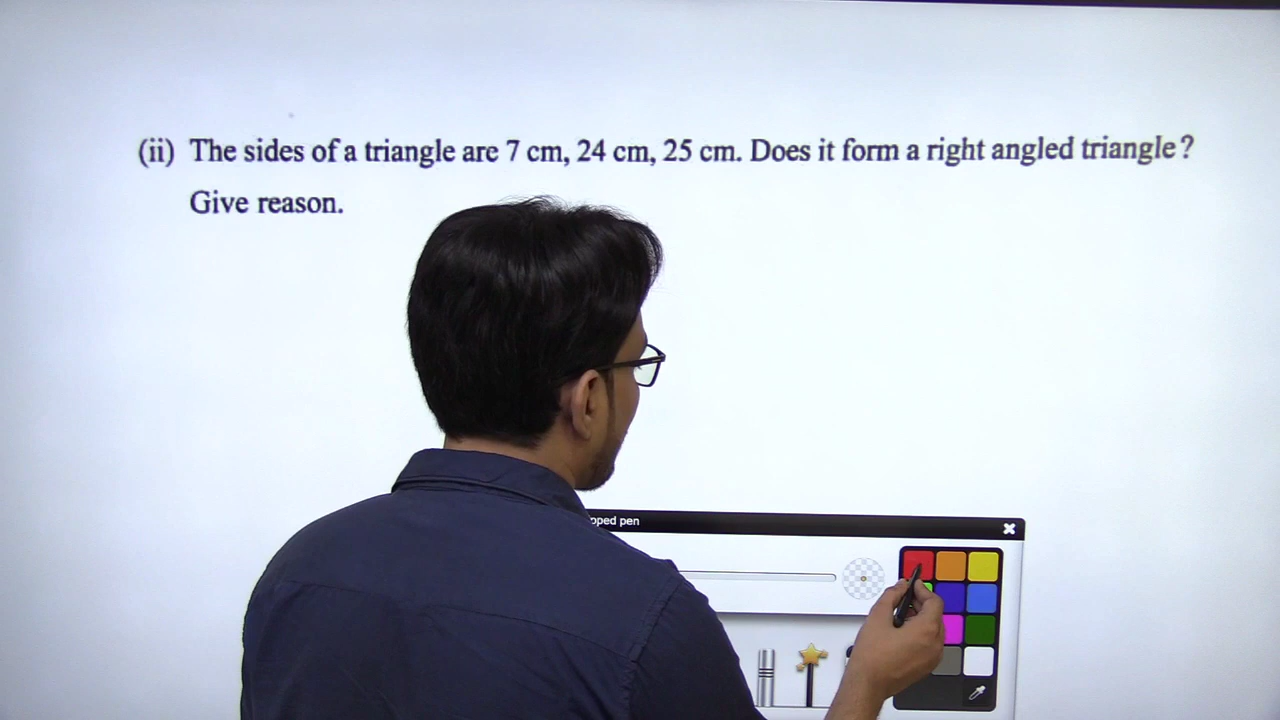 (ii) The sides of a triangle are 7 cm, 24 cm, 25 cm. Does it form a right angled triangle?
Give reason.
pen